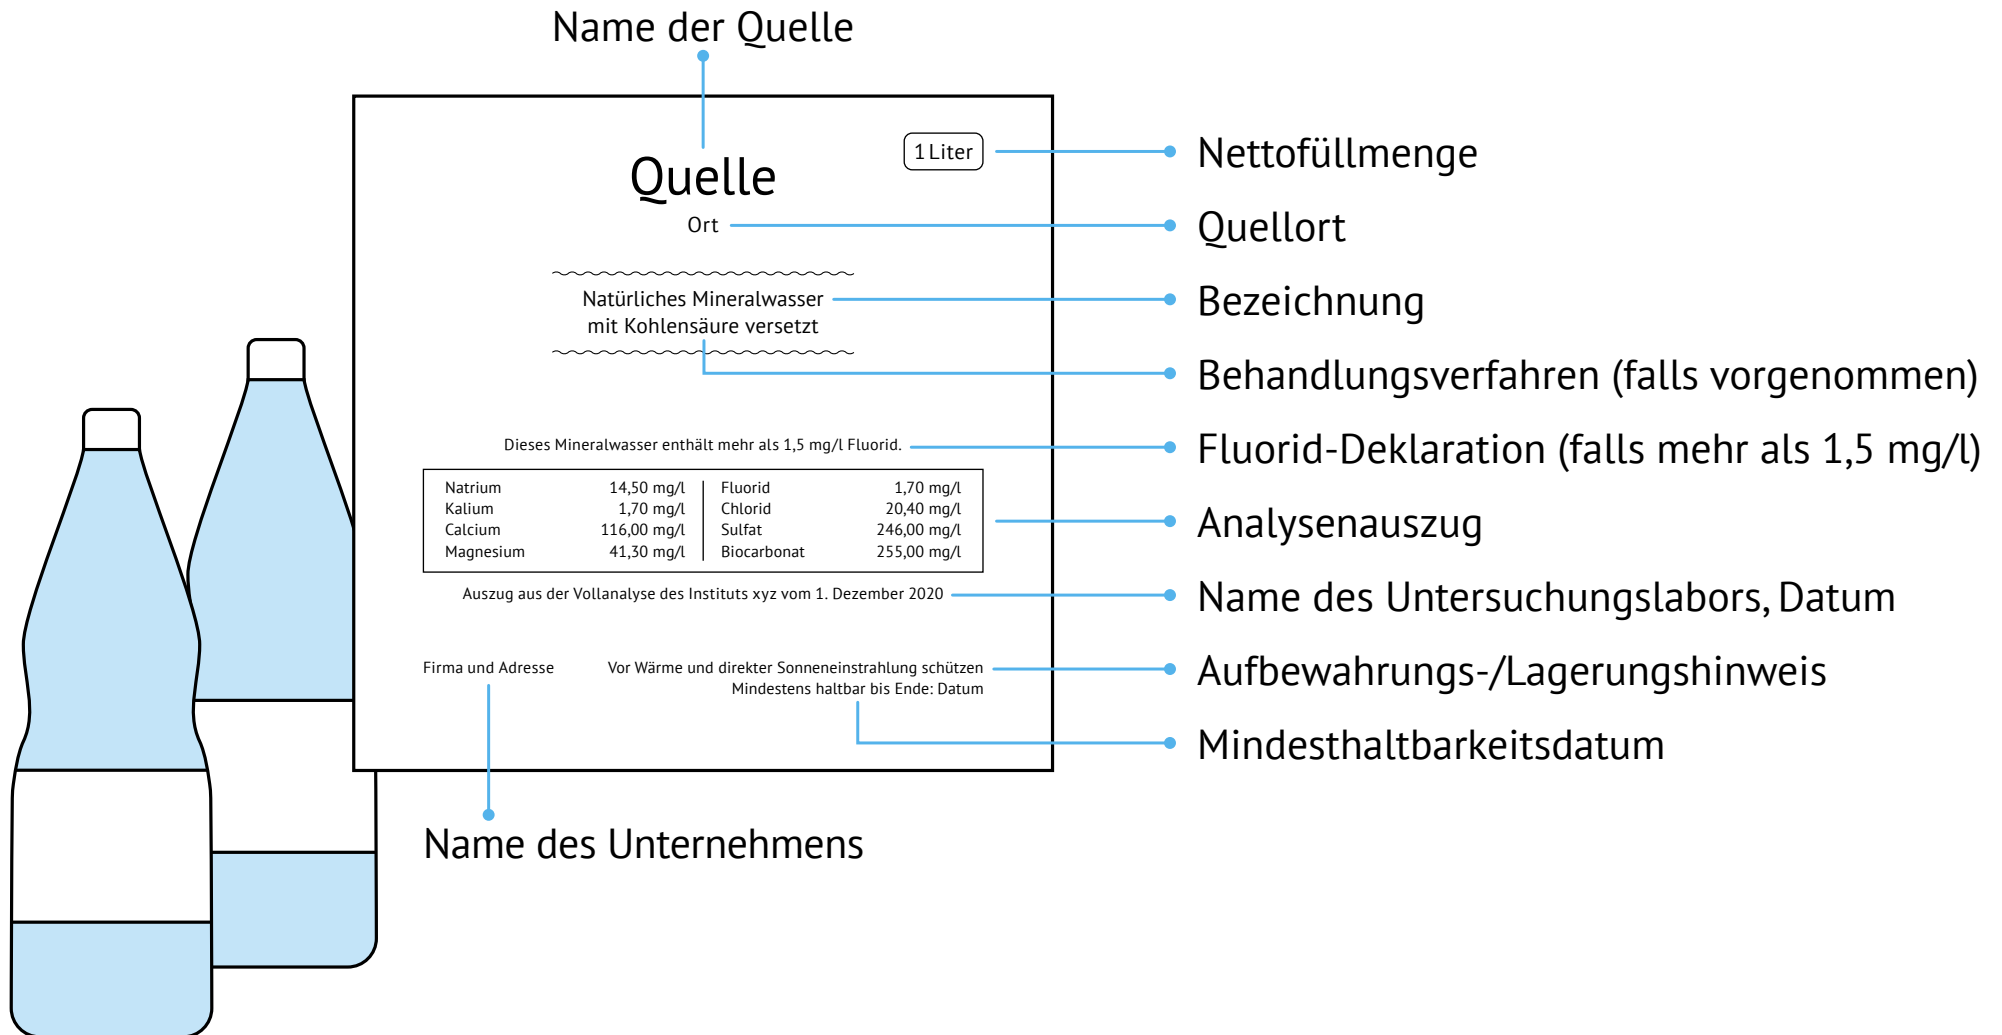 Name der Quelle
1 Liter
Nettofüllmenge
Quelle
Ort
Quellort
Natürliches Mineralwasser
Bezeichnung
mit Kohlensäure versetzt
Behandlungsverfahren (falls vorgenommen)
Dieses Mineralwasser enthält mehr als 1,5 mg/l Fluorid.
Fluorid-Deklaration (falls mehr als 1,5 mg/l)
Natrium 14,50 mg/l Fluorid 1,70 mg/l
Kalium 1,70 mg/l Chlorid 20,40 mg/l
Calcium 116,00 mg/l Sulfat 246,00 mg/l
Magnesium 41,30 mg/l Biocarbonat 255,00 mg/l
Analysenauszug
Auszug aus der Vollanalyse des Instituts xyz vom 1. Dezember 2020
Name des Untersuchungslabors, Datum
Firma und Adresse
Vor Wärme und direkter Sonneneinstrahlung schützen
Aufbewahrungs-/Lagerungshinweis
Mindestens haltbar bis Ende: Datum
Mindesthaltbarkeitsdatum
Name des Unternehmens